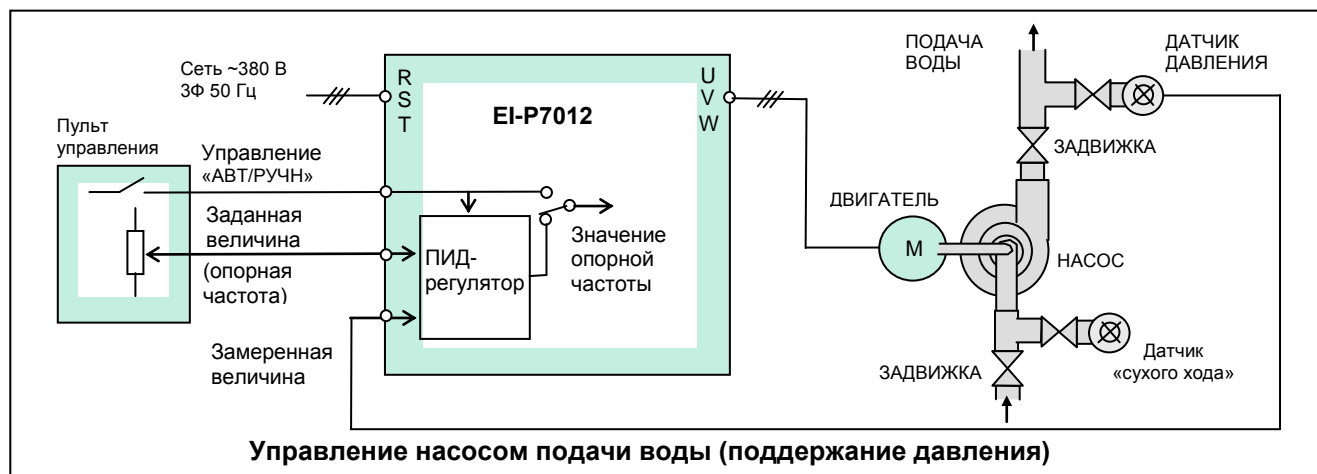 Сеть ~380 В
3Ф 50 Гц
R
S
T
EI-P7012
U
V
W
ПОДАЧА
ВОДЫ
ДАТЧИК
ДАВЛЕНИЯ
Пульт
управления
Управление
«АВТ/РУЧН»
ЗАДВИЖКА
Заданная
величина
(опорная
частота)
ПИД-
регулятор
Значение
опорной
частоты
ДВИГАТЕЛЬ
М
НАСОС
Замеренная
величина
ЗАДВИЖКА
Датчик
«сухого хода»
Управление насосом подачи воды (поддержание давления)